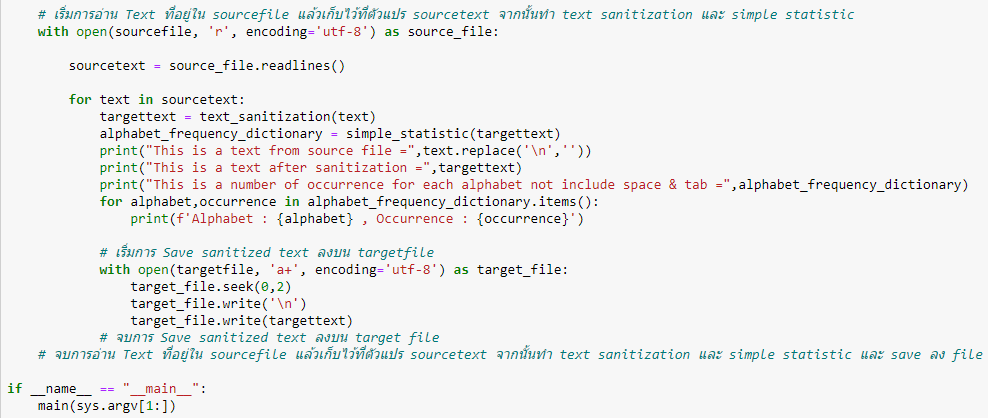 # เริ่มการอ่าน Text ที่อยู่ใน sourcefile แล้วเก็บไว้ที่ตัวแปร sourcetext จากนั้นทำ text sanitization และ simple statistic
with open(sourcefile, 'r', encoding='utf-8') as source_file:
sourcetext = source_file.readlines()
for text in sourcetext:
targettext = text_sanitization(text)
alphabet_frequency_dictionary = simple_statistic(targettext)
print("This is a text from source file =",text.replace('\n',''))
print("This is a text after sanitization =",targettext)
print("This is a number of occurrence for each alphabet not include space & tab =",alphabet_frequency_dictionary)
for alphabet,occurrence in alphabet_frequency_dictionary.items():
print(f'Alphabet : {alphabet} , Occurrence : {occurrence}')
# เริ่มการ Save sanitized text ลงบน targetfile
with open(targetfile, 'a+', encoding='utf-8') as target_file:
target_file.seek(0,2)
target_file.write('\n')
target_file.write(targettext)
# จบการ Save sanitized text ลงบน target file
# จบการอ่าน Text ที่อยู่ใน sourcefile แล้วเก็บไว้ที่ตัวแปร sourcetext จากนั้นทำ text sanitization และ simple statistic และ save ลง file
if __name__ == "__main__":
main(sys.argv[1:])